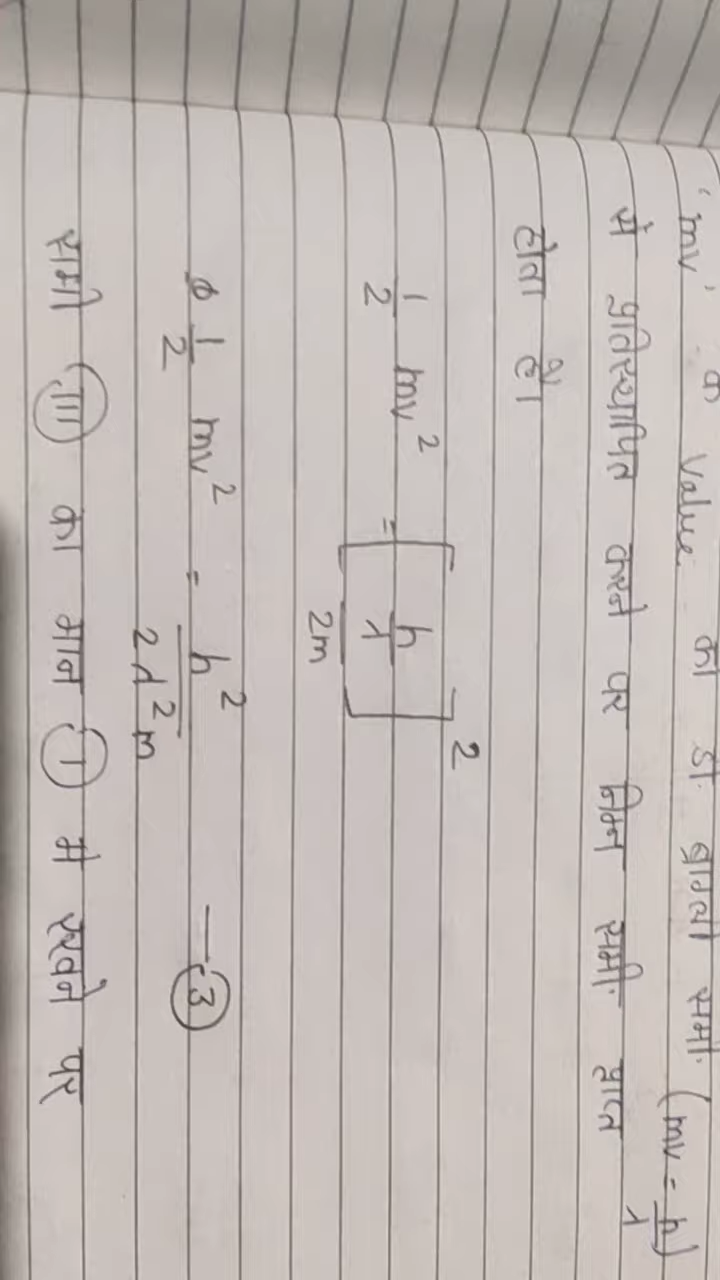 'mv' के value को डी. ब्रागली समी. (mv = h/λ)
से प्रतिस्थापित करने पर निम्न समी. प्राप्त
होता है।
1/2 mv² = [h/λ]² / 2m
1/2 mv² = h² / 2λ²m — 3
समी (III) का मान (I) में रखने पर